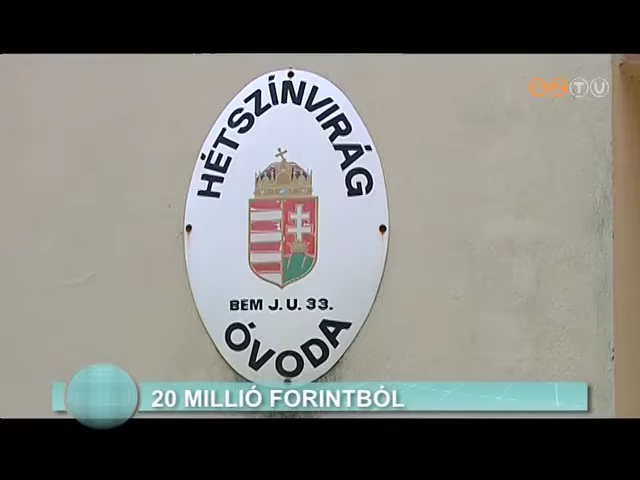 HÉTSZÍNVIRÁG
BEM J. U. 33.
ÓVODA
20 MILLIÓ FORINTBÓL